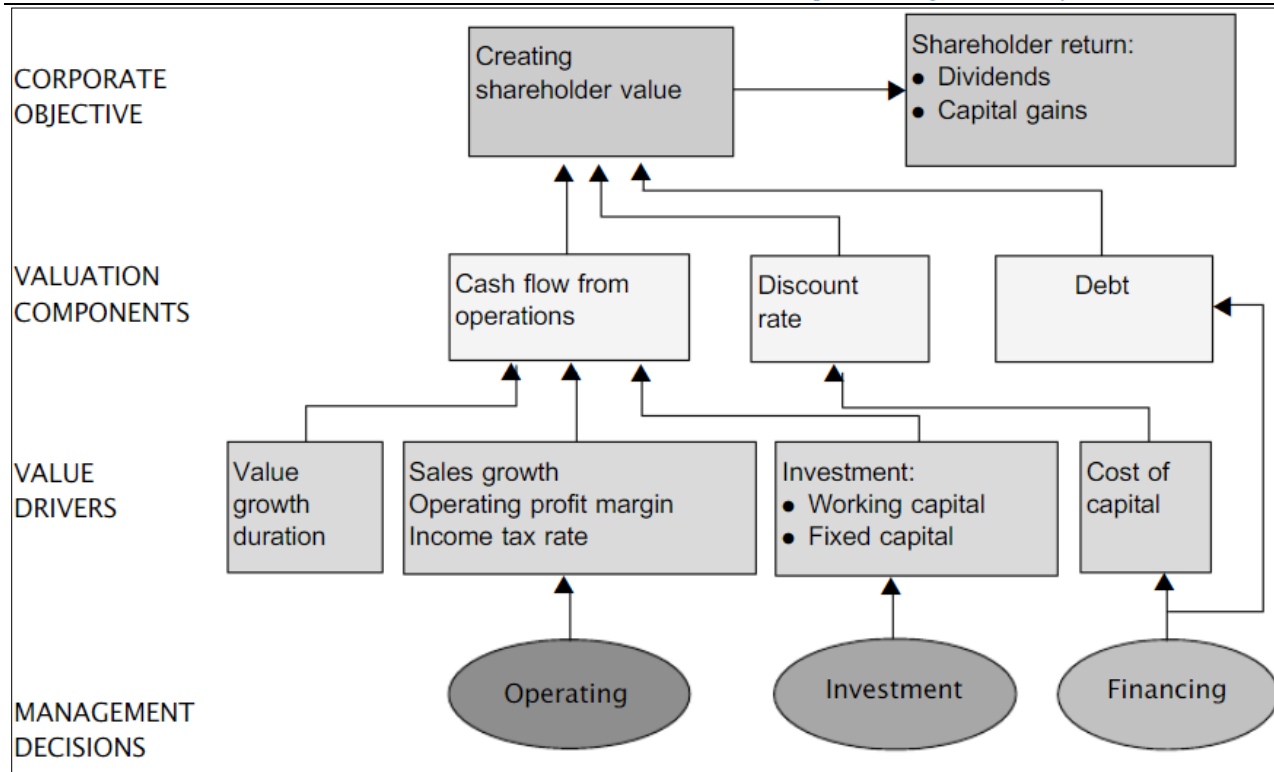 CORPORATE
OBJECTIVE
Creating
shareholder value
Shareholder return:
● Dividends
● Capital gains
VALUATION
COMPONENTS
Cash flow from
operations
Discount
rate
Debt
VALUE
DRIVERS
Value
growth
duration
Sales growth
Operating profit margin
Income tax rate
Investment:
● Working capital
● Fixed capital
Cost of
capital
MANAGEMENT
DECISIONS
Operating
Investment
Financing